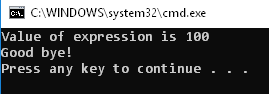 C:\WINDOWS\system32\cmd.exe
Value of expression is 100
Good bye!
Press any key to continue . . .